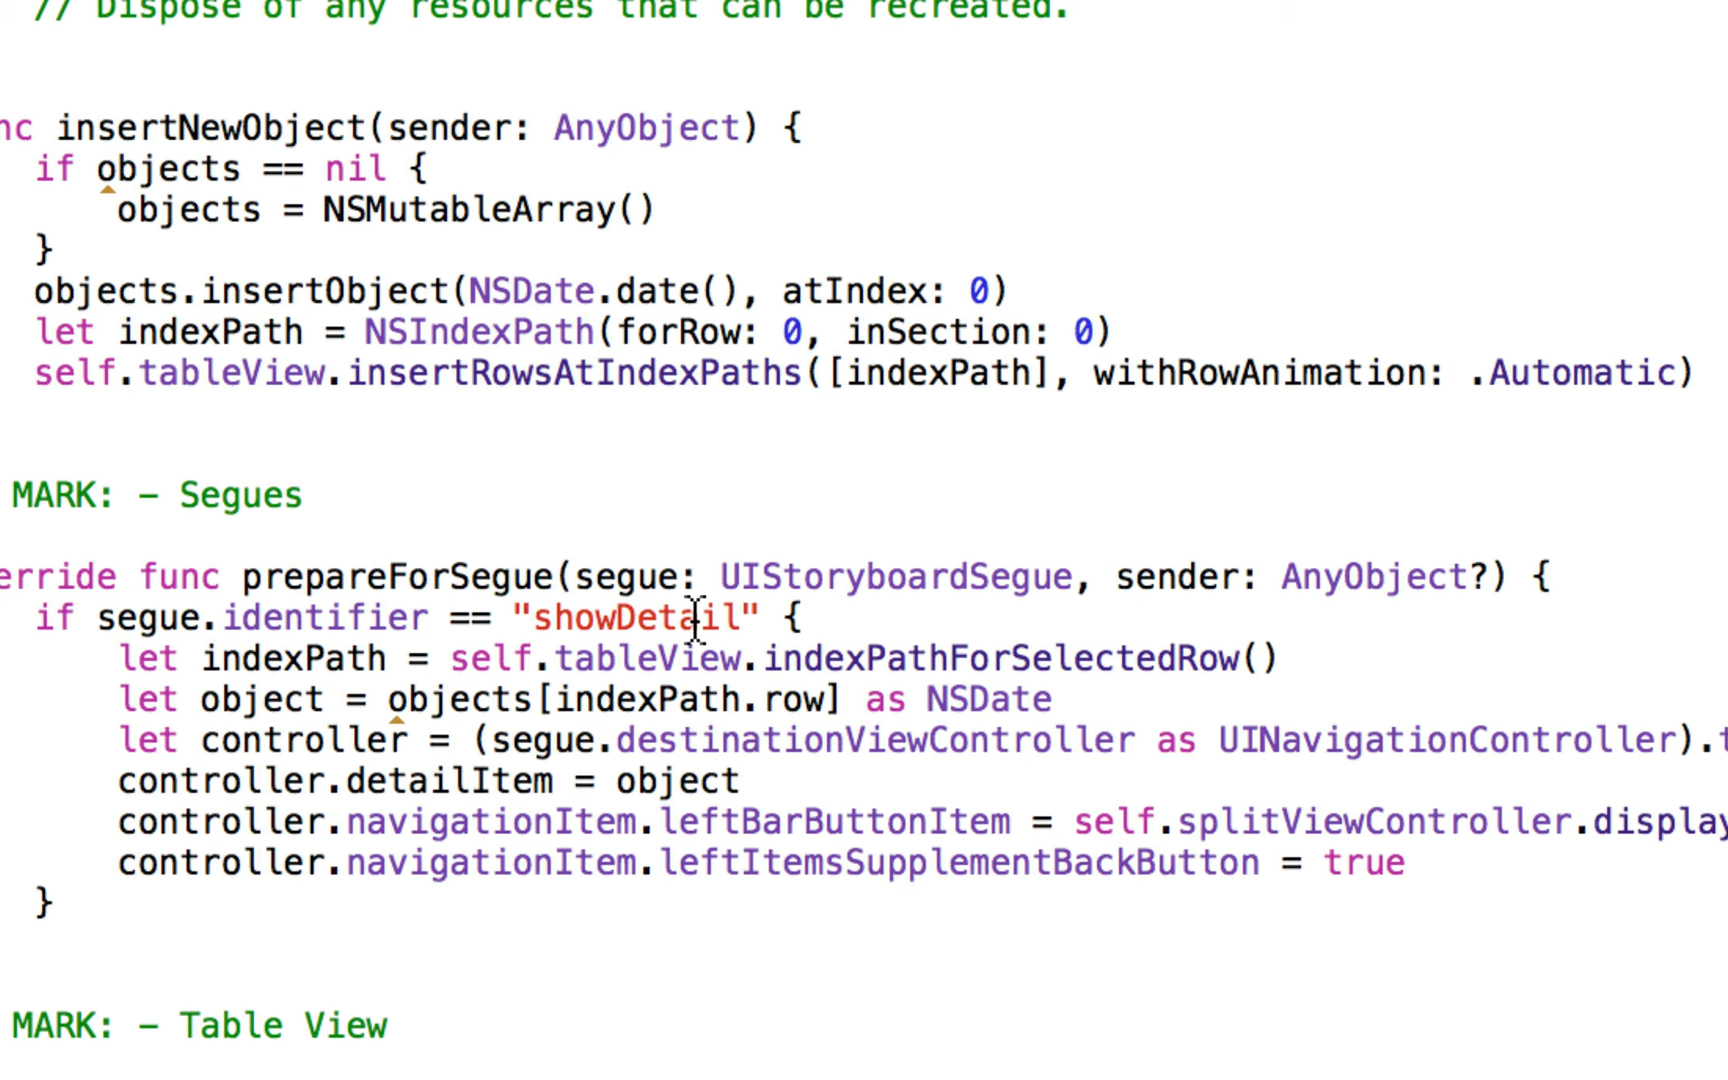 // Dispose of any resources that can be recreated.
nc insertNewObject(sender: AnyObject) {
if objects == nil {
objects = NSMutableArray()
}
objects.insertObject(NSDate.date(), atIndex: 0)
let indexPath = NSIndexPath(forRow: 0, inSection: 0)
self.tableView.insertRowsAtIndexPaths([indexPath], withRowAnimation: .Automatic)
MARK: - Segues
erride func prepareForSegue(segue: UIStoryboardSegue, sender: AnyObject?) {
if segue.identifier == "showDetail" {
let indexPath = self.tableView.indexPathForSelectedRow()
let object = objects[indexPath.row] as NSDate
let controller = (segue.destinationViewController as UINavigationController).t
controller.detailItem = object
controller.navigationItem.leftBarButtonItem = self.splitViewController.display
controller.navigationItem.leftItemsSupplementBackButton = true
}
MARK: - Table View